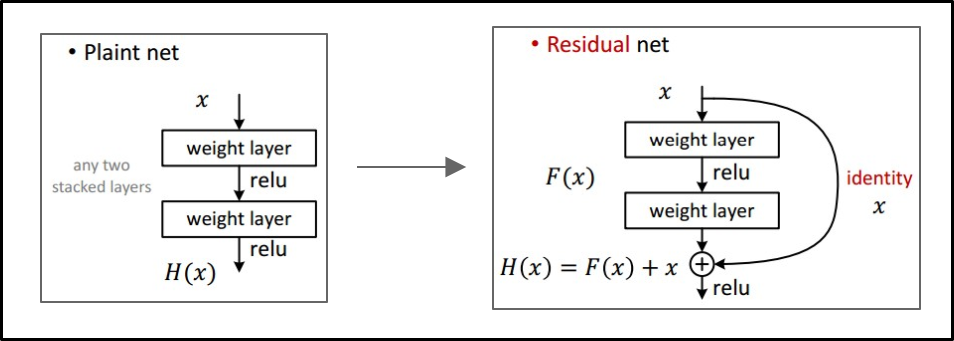 • Plaint net
x
weight layer
any two
stacked layers
relu
weight layer
relu
H(x)
• Residual net
x
weight layer
F(x)
relu
identity
x
weight layer
H(x) = F(x) + x
relu